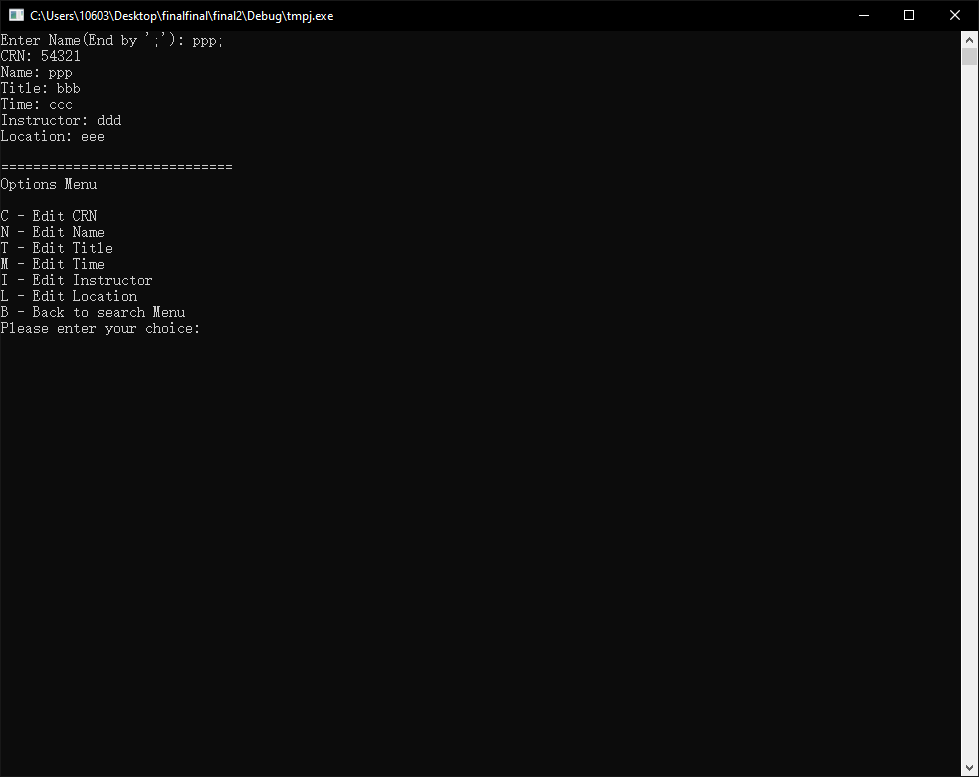 C:\Users\10603\Desktop\finalfinal\final2\Debug\tmpj.exe
Enter Name(End by ';'): ppp;
CRN: 54321
Name: ppp
Title: bbb
Time: ccc
Instructor: ddd
Location: eee
=============================
Options Menu
C - Edit CRN
N - Edit Name
T - Edit Title
M - Edit Time
I - Edit Instructor
L - Edit Location
B - Back to search Menu
Please enter your choice: